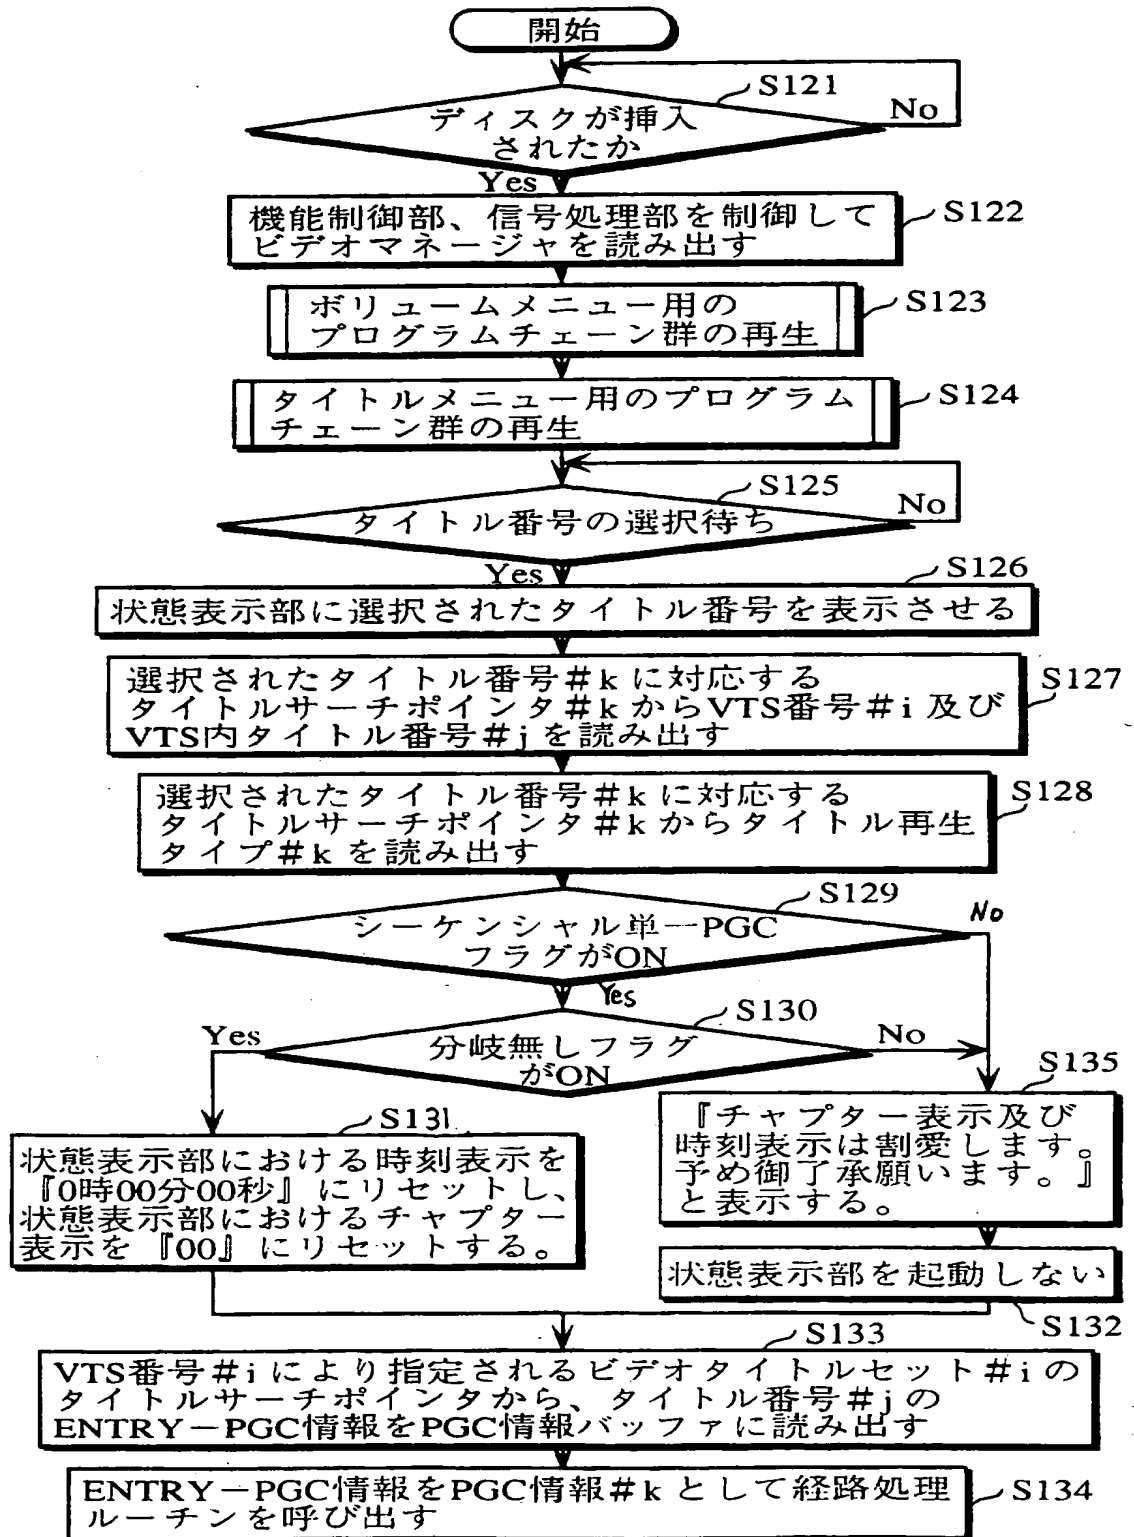 開始
S121
ディスクが挿入
されたか
No
Yes
機能制御部、信号処理部を制御して
ビデオマネージャを読み出す
S122
ボリュームメニュー用の
プログラムチェーン群の再生
S123
タイトルメニュー用のプログラム
チェーン群の再生
S124
S125
タイトル番号の選択待ち
No
Yes
S126
状態表示部に選択されたタイトル番号を表示させる
選択されたタイトル番号#kに対応する
タイトルサーチポインタ#kからVTS番号#i及び
VTS内タイトル番号#jを読み出す
S127
選択されたタイトル番号#kに対応する
タイトルサーチポインタ#kからタイトル再生
タイプ#kを読み出す
S128
S129
シーケンシャル単一PGC
フラグがON
No
Yes
S130
分岐無しフラグ
がON
Yes
No
S131
状態表示部における時刻表示を
『0時00分00秒』にリセットし、
状態表示部におけるチャプター
表示を『00』にリセットする。
S135
『チャプター表示及び
時刻表示は割愛します。
予め御了承願います。』
と表示する。
状態表示部を起動しない
S132
S133
VTS番号#iにより指定されるビデオタイトルセット#iの
タイトルサーチポインタから、タイトル番号#jの
ENTRY−PGC情報をPGC情報バッファに読み出す
ENTRY−PGC情報をPGC情報#kとして経路処理
ルーチンを呼び出す
S134